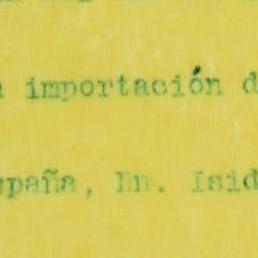 importación d
spaña, Dn. Isid